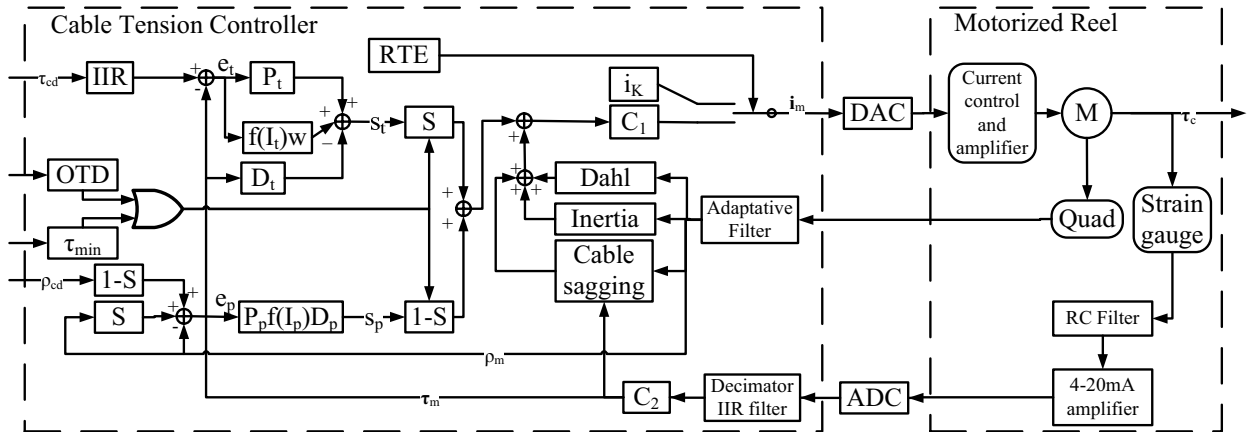 Cable Tension Controller
Motorized Reel
τcd
IIR
+
-
et
Pt
f(It)w
Dt
+
+
−
st
S
RTE
iK
C1
im
DAC
Current
control
and
amplifier
M
τc
OTD
τmin
+
+
+
+
+
+
+
Dahl
Inertia
Cable
sagging
Adaptative
Filter
Quad
Strain
gauge
ρcd
1-S
S
+
+
-
ep
Ppf(Ip)Dp
sp
1-S
ρm
RC Filter
τm
C2
Decimator
IIR filter
ADC
4-20mA
amplifier